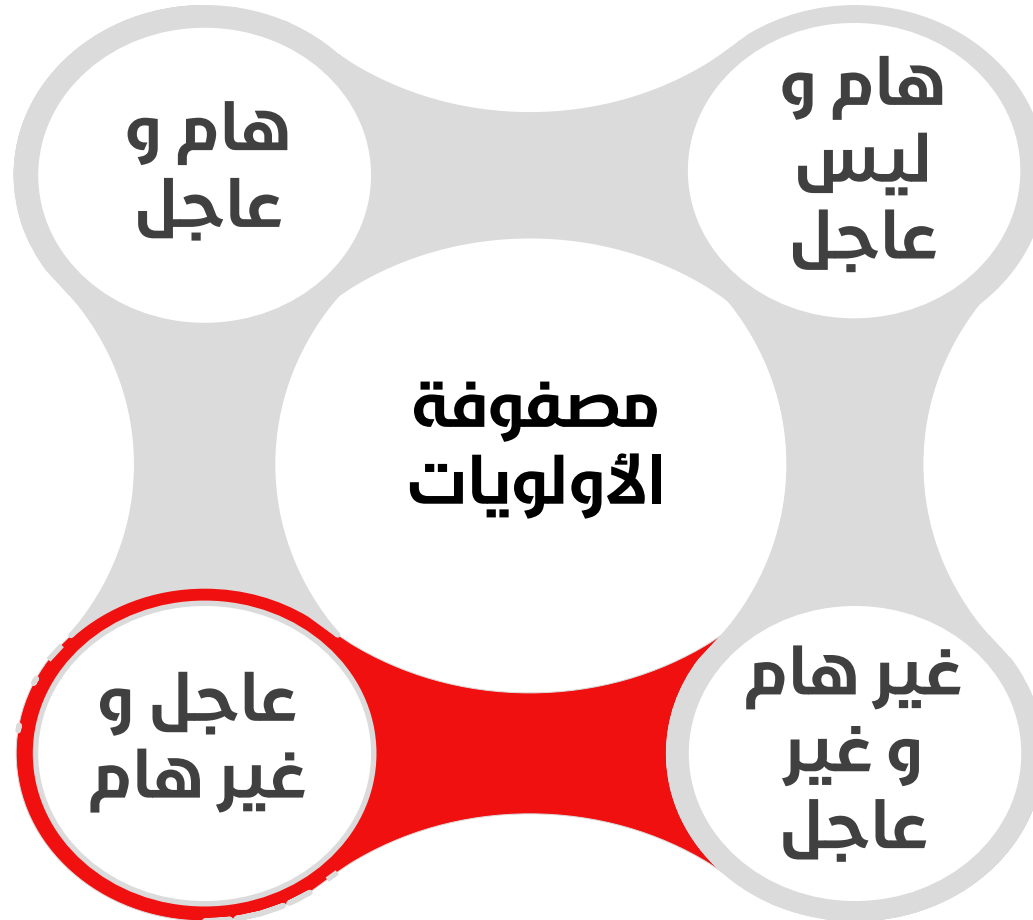 هام و
ليس
عاجل
هام و
عاجل
مصفوفة
الأولويات
غير هام
و غير
عاجل
عاجل و
غير هام